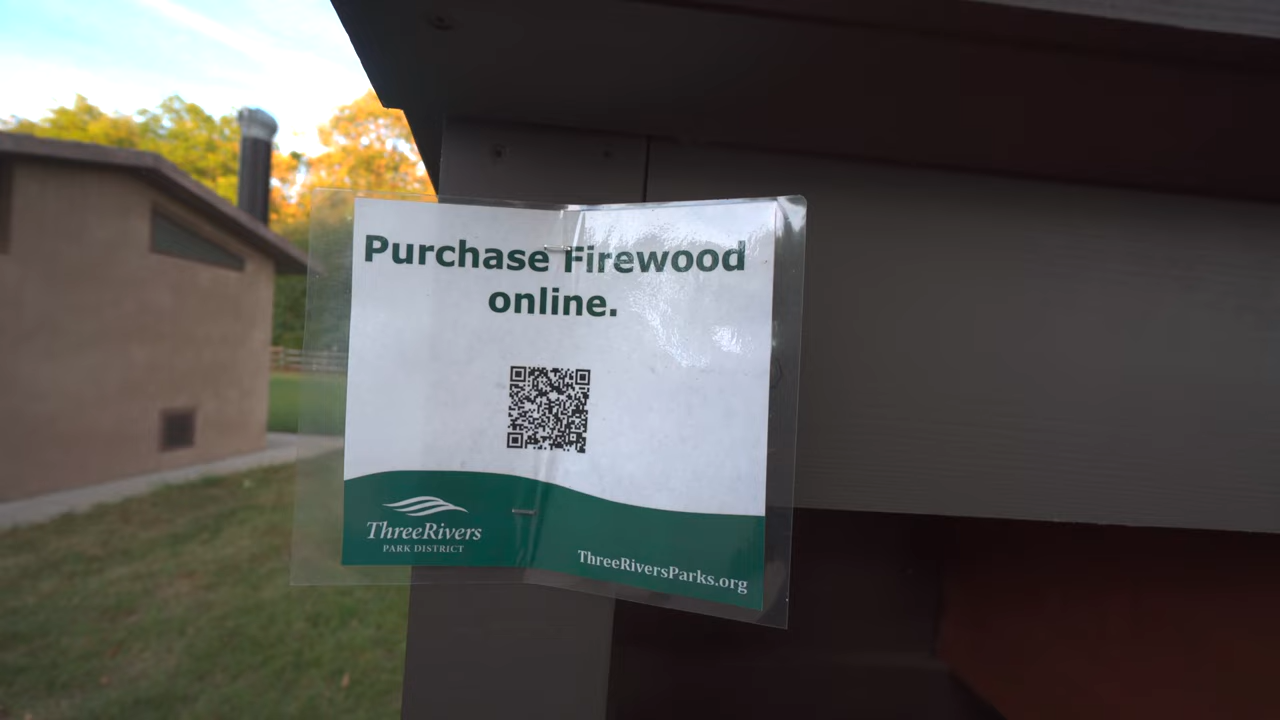 Purchase Firewood
online.
ThreeRivers
PARK DISTRICT
ThreeRiversParks.org